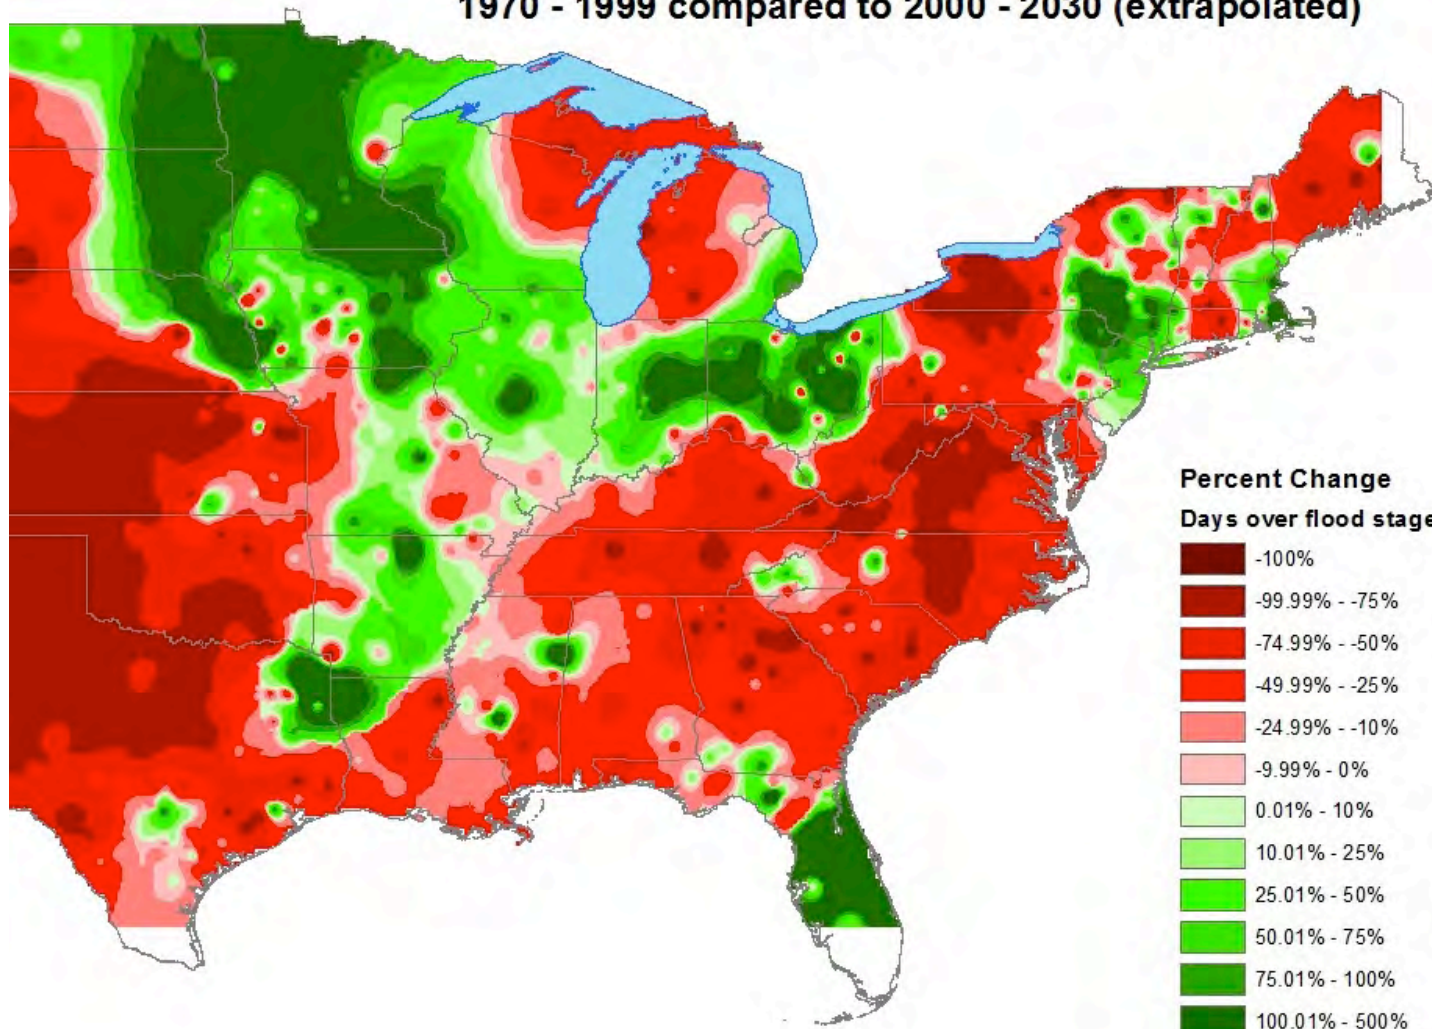 1970 - 1999 compared to 2000 - 2030 (extrapolated)
Percent Change
Days over flood stage
-100%
-99.99% - -75%
-74.99% - -50%
-49.99% - -25%
-24.99% - -10%
-9.99% - 0%
0.01% - 10%
10.01% - 25%
25.01% - 50%
50.01% - 75%
75.01% - 100%
100.01% - 500%